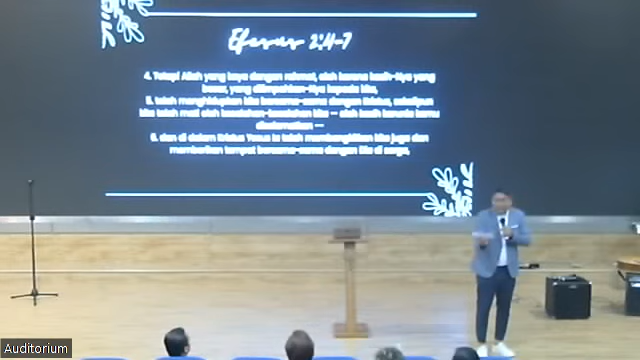 Efesus 2:4-7
4. Tetapi Allah yang kaya dengan rahmat, oleh karena kasih-Nya yang
besar, yang dilimpahkan-Nya kepada kita,
5. telah menghidupkan kita bersama-sama dengan Kristus, sekalipun
kita telah mati oleh kesalahan-kesalahan kita — oleh kasih karunia kamu
diselamatkan —
6. dan di dalam Kristus Yesus Ia telah membangkitkan kita juga dan
memberikan tempat bersama-sama dengan Dia di sorga,
Auditorium